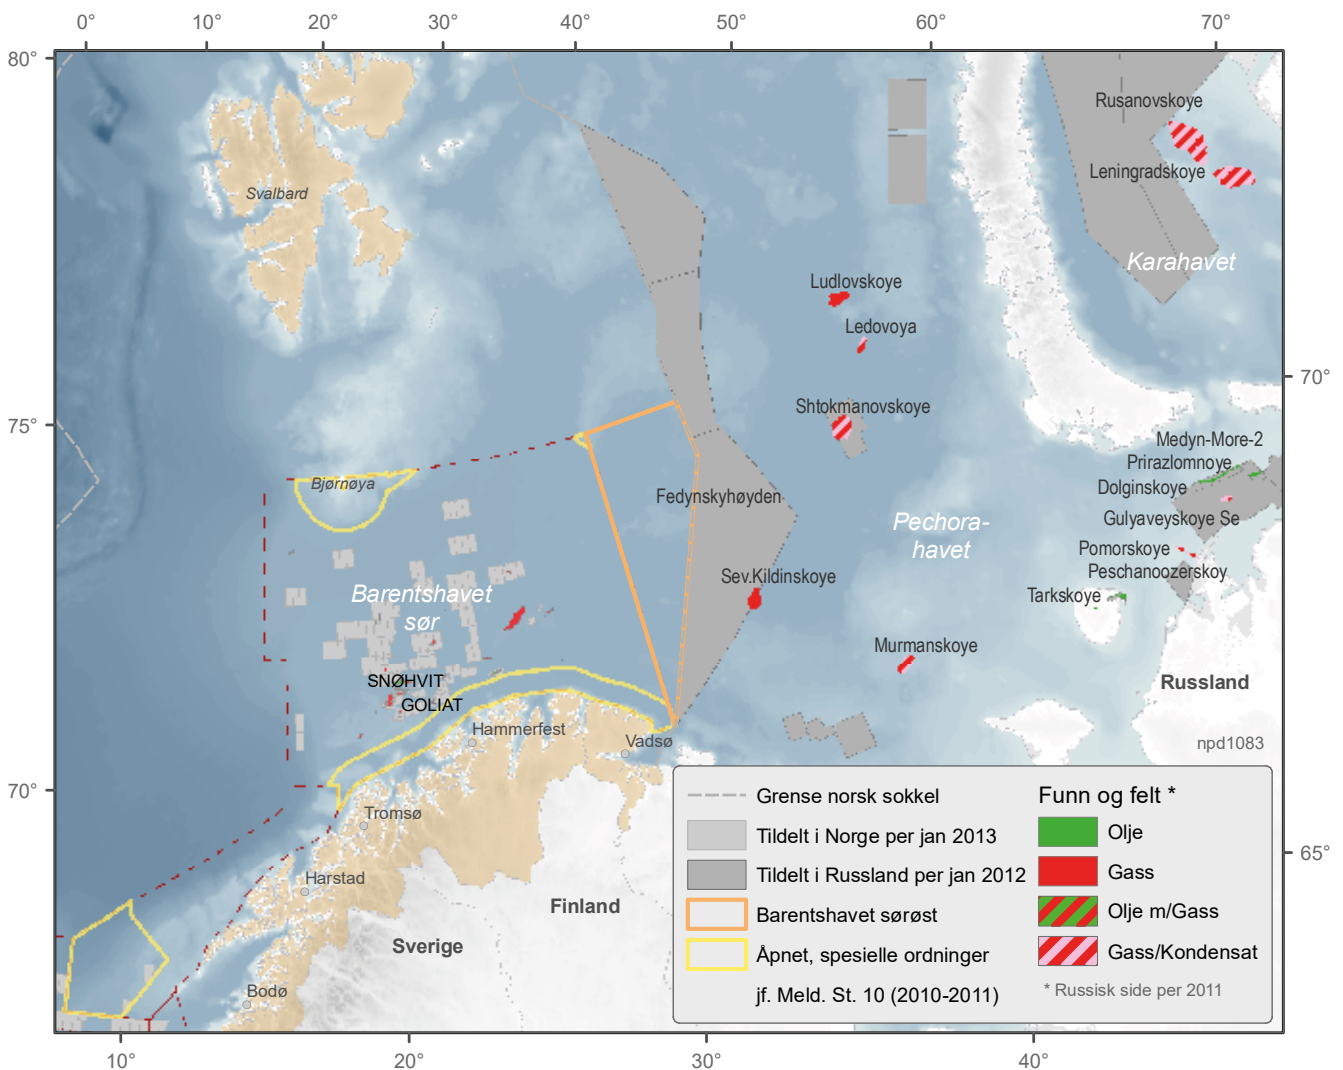 0° 10° 20° 30° 40° 50° 60° 70°
80°
Rusanovskoye
Leningradskoye
Svalbard
Karahavet
Ludlovskoye
Ledovoya
70°
Shtokmanovskoye
75°
Medyn-More-2
Prirazlomnoye
Bjørnøya
Dolginskoye
Fedynskyhøyden
Gulyaveyskoye Se
Pechora-
havet
Pomorskoye
Peschanoozerskoy
Sev.Kildinskoye
Barentshavet
sør
Tarkskoye
Murmanskoye
SNØHVIT
GOLIAT
Russland
Hammerfest
Vadsø
npd1083
70°
Tromsø
Harstad
Finland
Sverige
Bodø
65°
Grense norsk sokkel
Tildelt i Norge per jan 2013
Tildelt i Russland per jan 2012
Barentshavet sørøst
Åpnet, spesielle ordninger
jf. Meld. St. 10 (2010-2011)
Funn og felt *
Olje
Gass
Olje m/Gass
Gass/Kondensat
* Russisk side per 2011
10° 20° 30° 40°